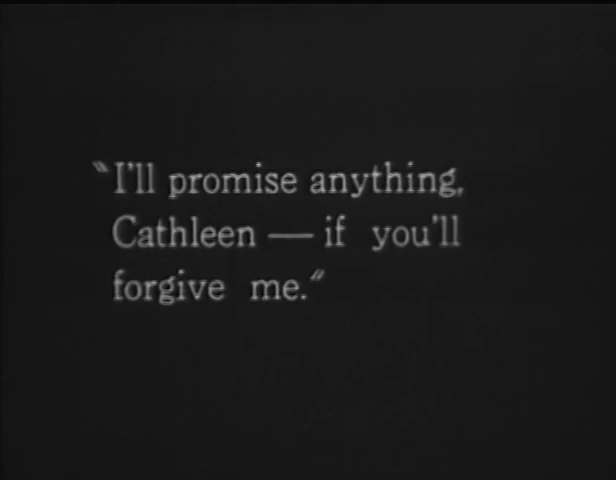 "I'll promise anything,
Cathleen — if you'll
forgive me."